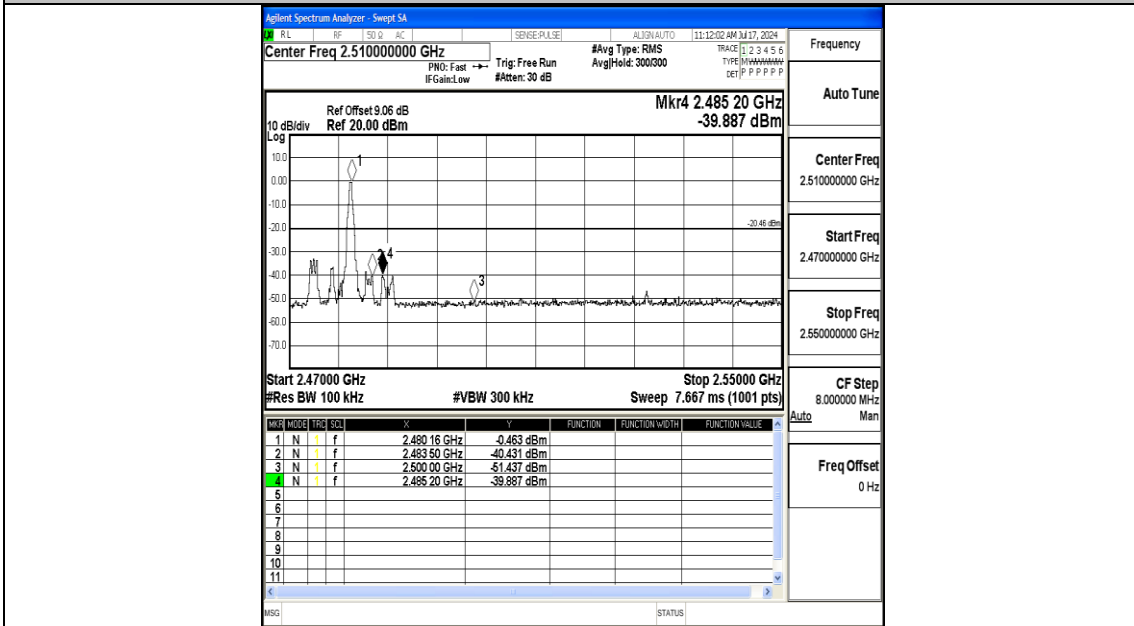 Agilent Spectrum Analyzer - Swept SA
RL RF 50 Ω AC SENSE:PULSE ALIGN AUTO 11:12:02 AM Jul 17, 2024
Center Freq 2.510000000 GHz
PNO: Fast
IFGain:Low
Trig: Free Run
#Atten: 30 dB
#Avg Type: RMS
Avg|Hold: 300/300
TRACE 1 2 3 4 5 6
TYPE
DET P P P P P P
Ref Offset 9.06 dB
10 dB/div Ref 20.00 dBm
Log
Mkr4 2.485 20 GHz
-39.887 dBm
10.0
0.00
-10.0
-20.0
-30.0
-40.0
-50.0
-60.0
-70.0
1
4
3
-20.46 dBm
Start 2.47000 GHz Stop 2.55000 GHz
#Res BW 100 kHz #VBW 300 kHz Sweep 7.667 ms (1001 pts)
MKR MODE TRC SCL X Y FUNCTION FUNCTION WIDTH FUNCTION VALUE
1 N 1 f 2.480 16 GHz -0.463 dBm
2 N 1 f 2.483 50 GHz -40.431 dBm
3 N 1 f 2.500 00 GHz -51.437 dBm
4 N 1 f 2.485 20 GHz -39.887 dBm
5
6
7
8
9
10
11
MSG STATUS
Frequency
Auto Tune
Center Freq
2.510000000 GHz
Start Freq
2.470000000 GHz
Stop Freq
2.550000000 GHz
CF Step
8.000000 MHz
Auto Man
Freq Offset
0 Hz